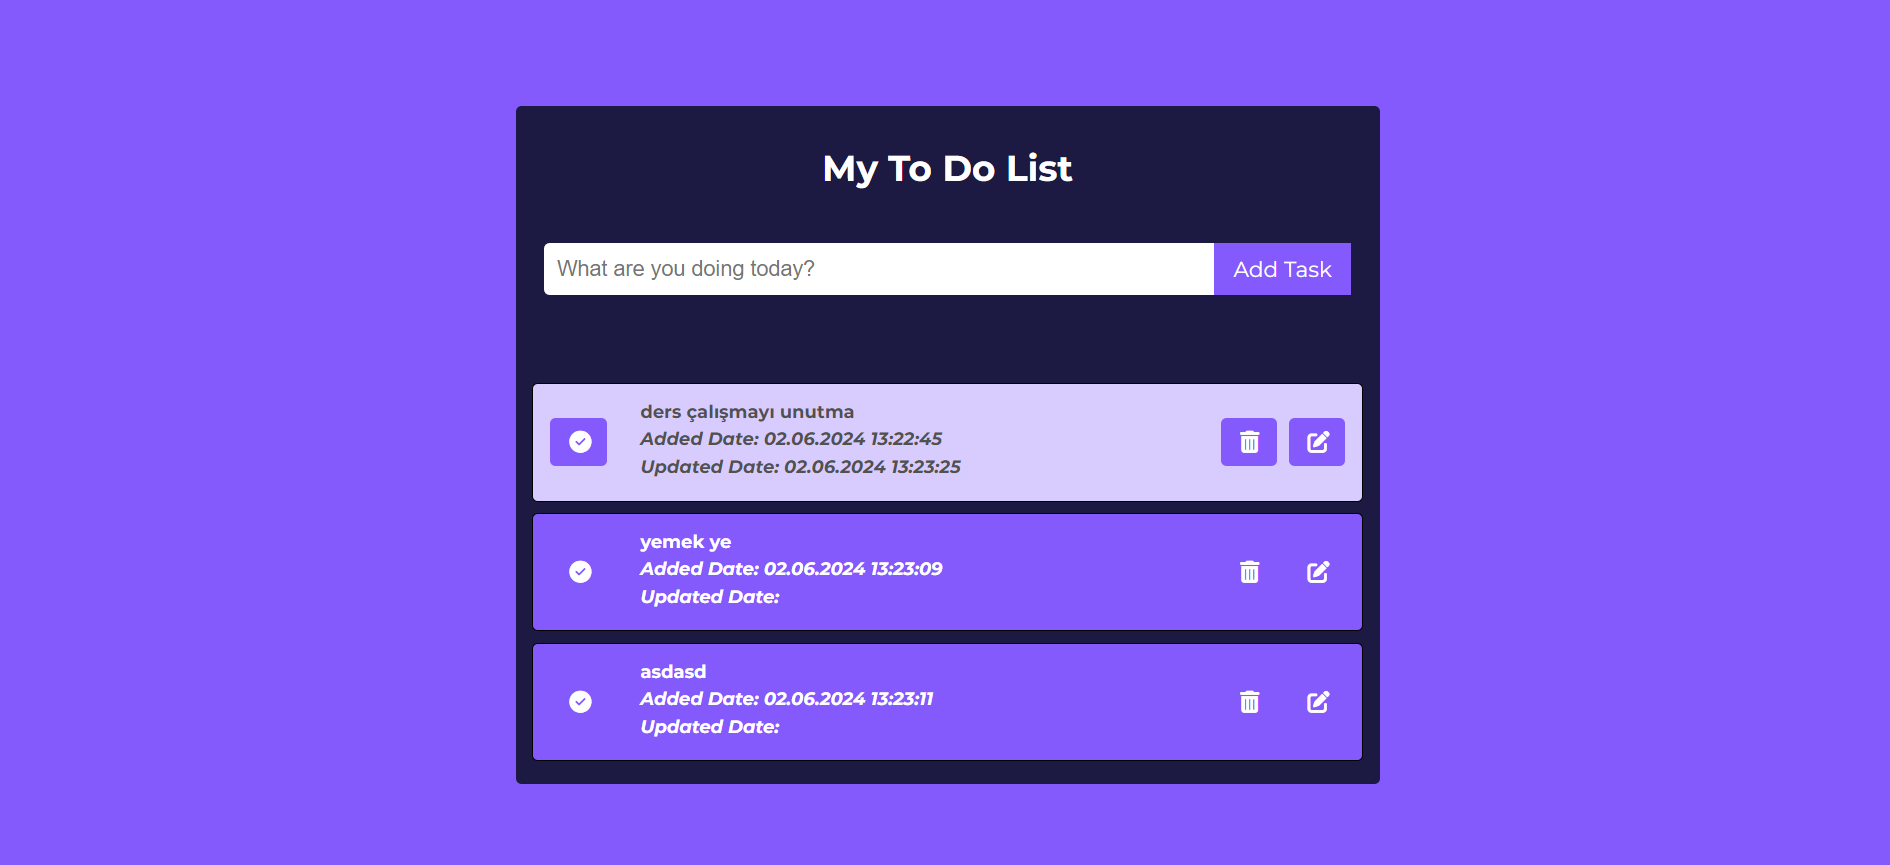 My To Do List
What are you doing today?
Add Task
ders çalışmayı unutma
Added Date: 02.06.2024 13:22:45
Updated Date: 02.06.2024 13:23:25
yemek ye
Added Date: 02.06.2024 13:23:09
Updated Date:
asdasd
Added Date: 02.06.2024 13:23:11
Updated Date: